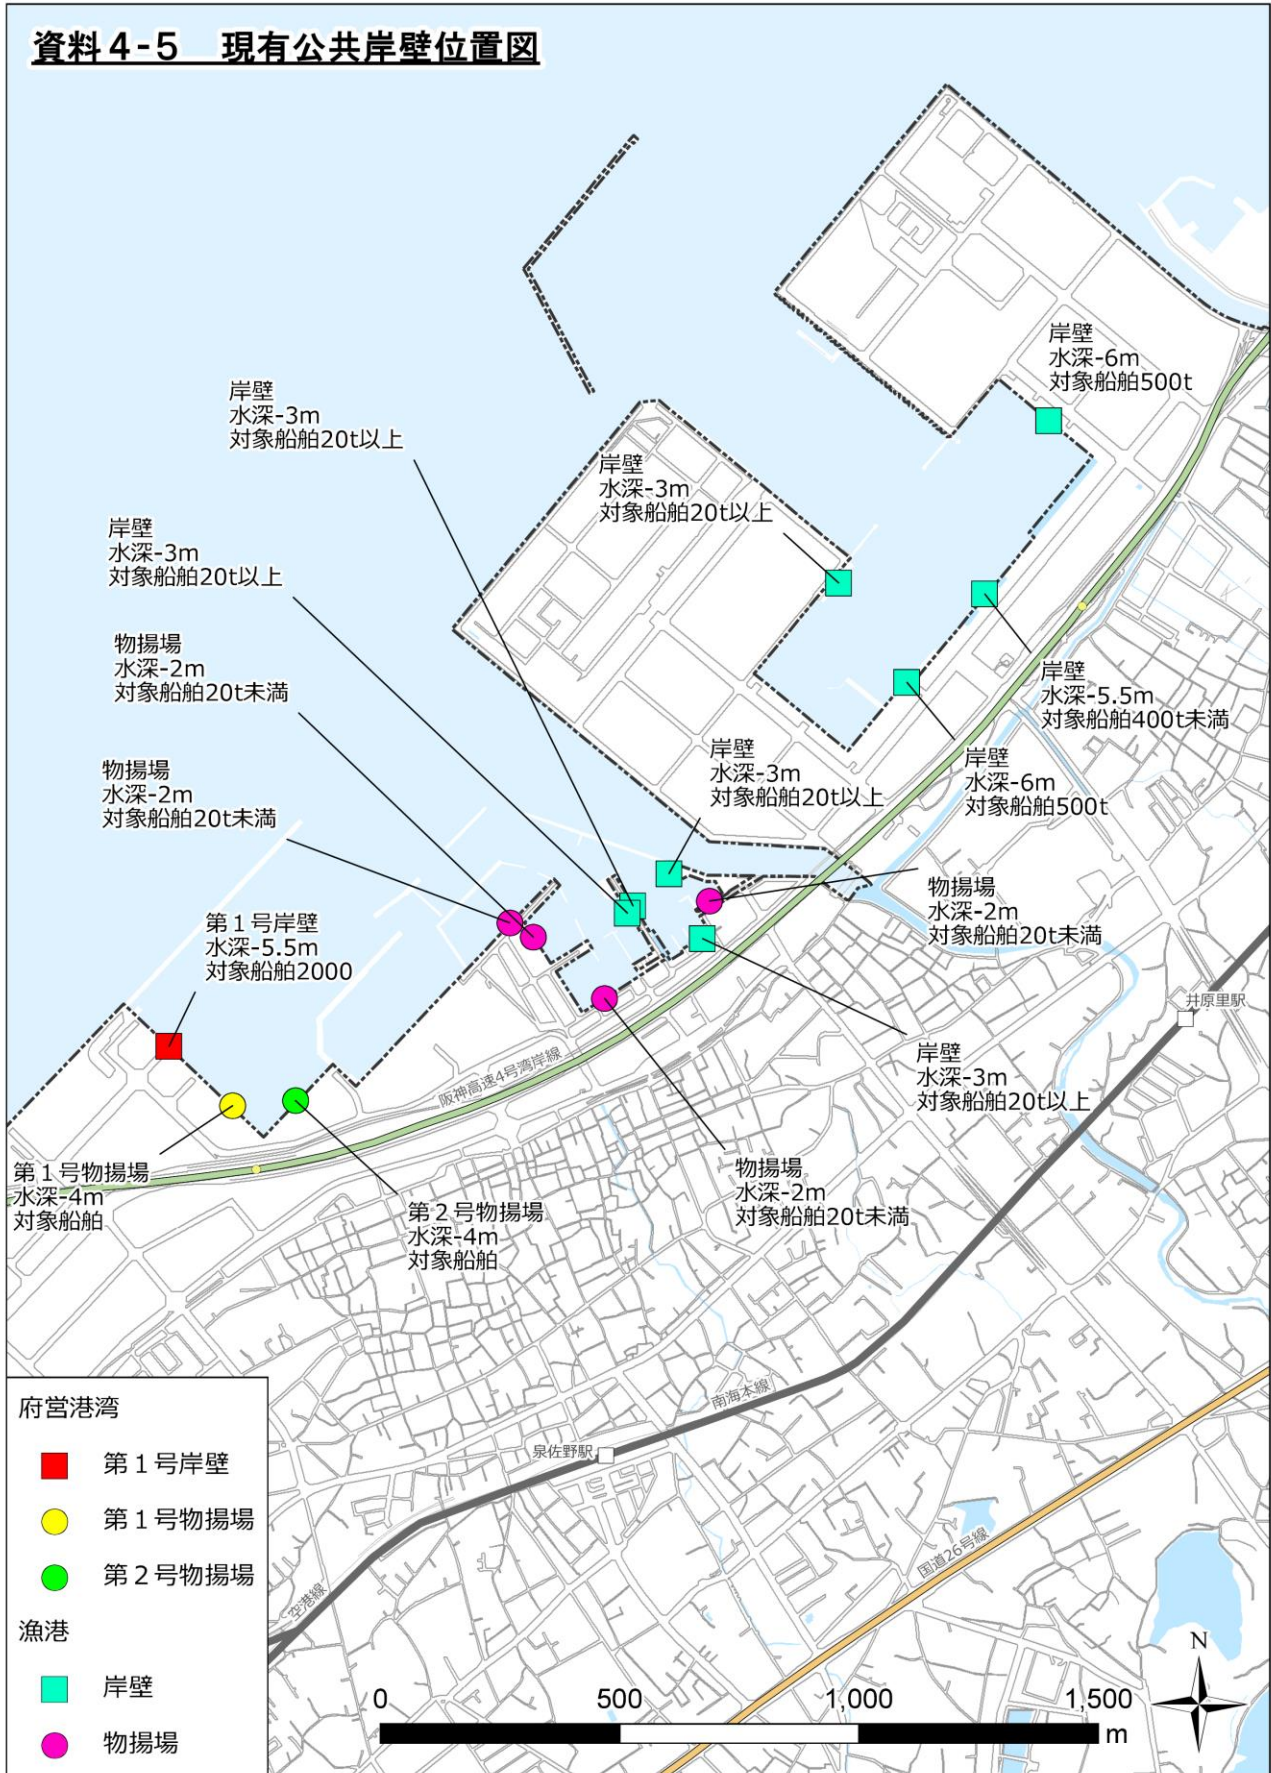 資料4-5 現有公共岸壁位置図
岸壁
水深-6m
対象船舶500t
岸壁
水深-3m
対象船舶20t以上
岸壁
水深-3m
対象船舶20t以上
岸壁
水深-3m
対象船舶20t以上
物揚場
水深-2m
対象船舶20t未満
岸壁
水深-5.5m
対象船舶400t未満
岸壁
水深-3m
対象船舶20t以上
岸壁
水深-6m
対象船舶500t
物揚場
水深-2m
対象船舶20t未満
物揚場
水深-2m
対象船舶20t未満
第1号岸壁
水深-5.5m
対象船舶2000
井原里駅
岸壁
水深-3m
対象船舶20t以上
阪神高速4号湾岸線
第1号物揚場
水深-4m
対象船舶
物揚場
水深-2m
対象船舶20t未満
第2号物揚場
水深-4m
対象船舶
南海本線
泉佐野駅
国道26号線
空港線
府営港湾
第1号岸壁
第1号物揚場
第2号物揚場
漁港
岸壁
物揚場
0 500 1,000 1,500
m
N